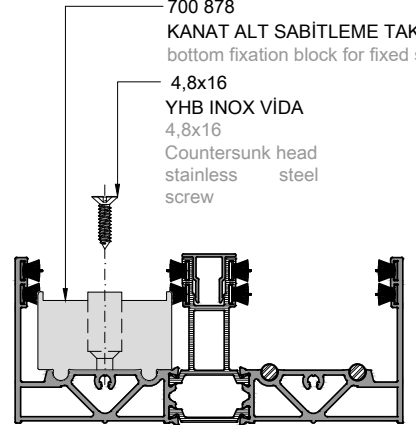 700 878
KANAT ALT SABİTLEME TAK
bottom fixation block for fixed s
4,8x16
YHB INOX VİDA
4,8x16
Countersunk head
stainless steel
screw